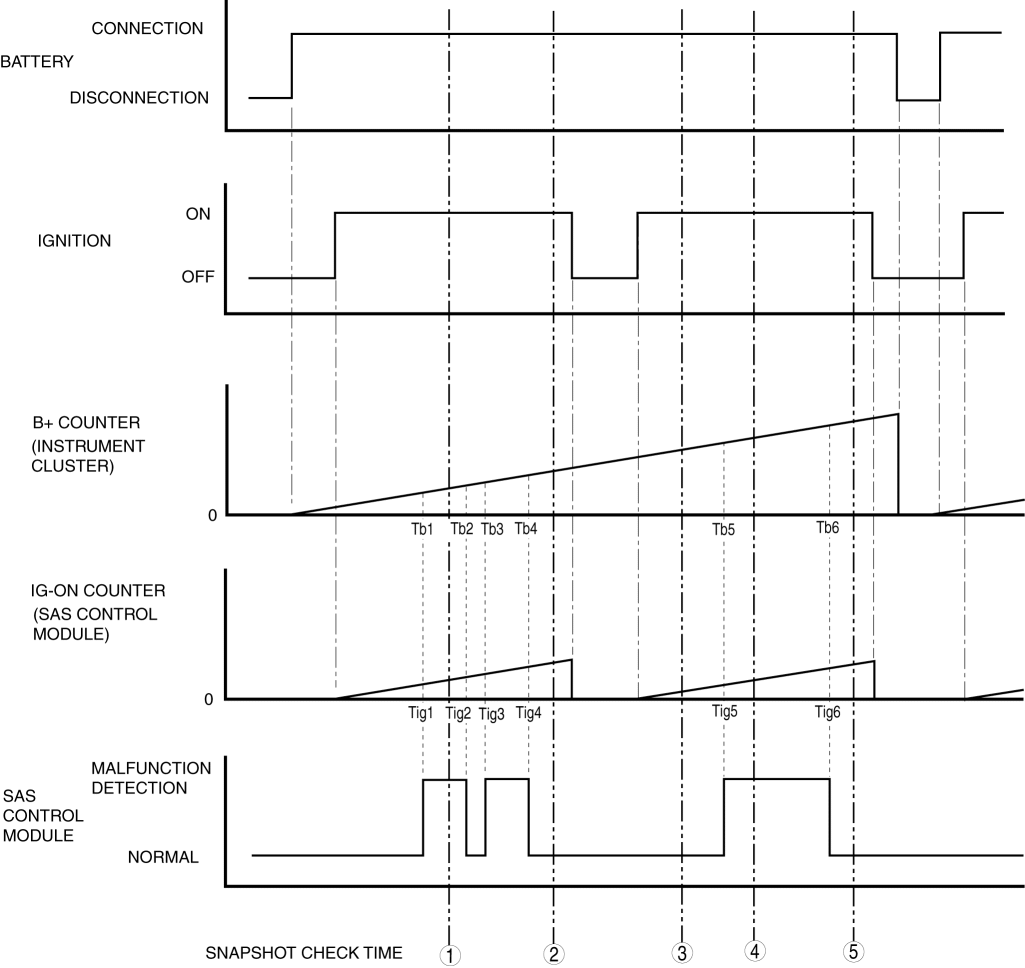 CONNECTION
BATTERY
DISCONNECTION
ON
IGNITION
OFF
B+ COUNTER
(INSTRUMENT
CLUSTER)
0
Tb1 Tb2 Tb3 Tb4 Tb5 Tb6
IG-ON COUNTER
(SAS CONTROL
MODULE)
0
Tig1 Tig2 Tig3 Tig4 Tig5 Tig6
MALFUNCTION
DETECTION
SAS
CONTROL
MODULE
NORMAL
SNAPSHOT CHECK TIME ① ② ③ ④ ⑤